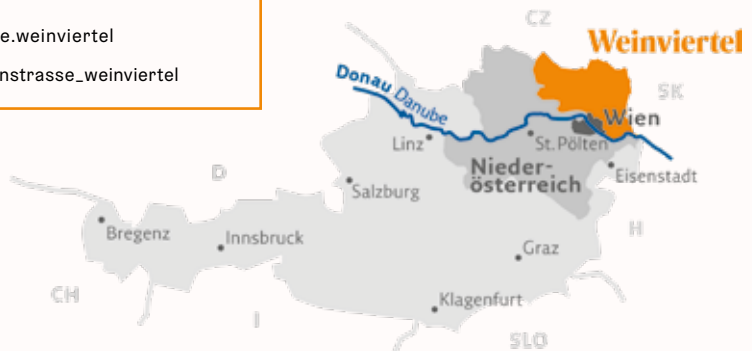 e.weinviertel
nstrasse_weinviertel
CZ
Weinviertel
Donau Danube
SK
Wien
Linz
St. Pölten
Nieder-
österreich
Eisenstadt
D
Salzburg
Bregenz
Innsbruck
H
Graz
CH
I
Klagenfurt
SLO